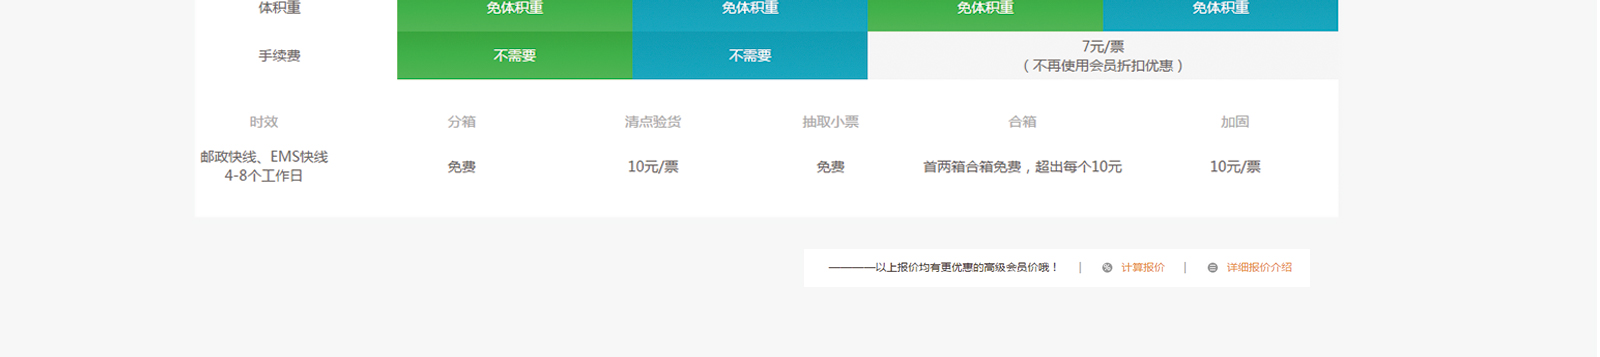 体积重 免体积重 免体积重 免体积重 免体积重
手续费 不需要 不需要 7元/票
（不再使用会员折扣优惠）
时效 分箱 清点验货 抽取小票 合箱 加固
邮政快线、EMS快线
4-8个工作日 免费 10元/票 免费 首两箱合箱免费，超出每个10元 10元/票
————以上报价均有更优惠的高级会员价哦！ | 计算报价 | 详细报价介绍